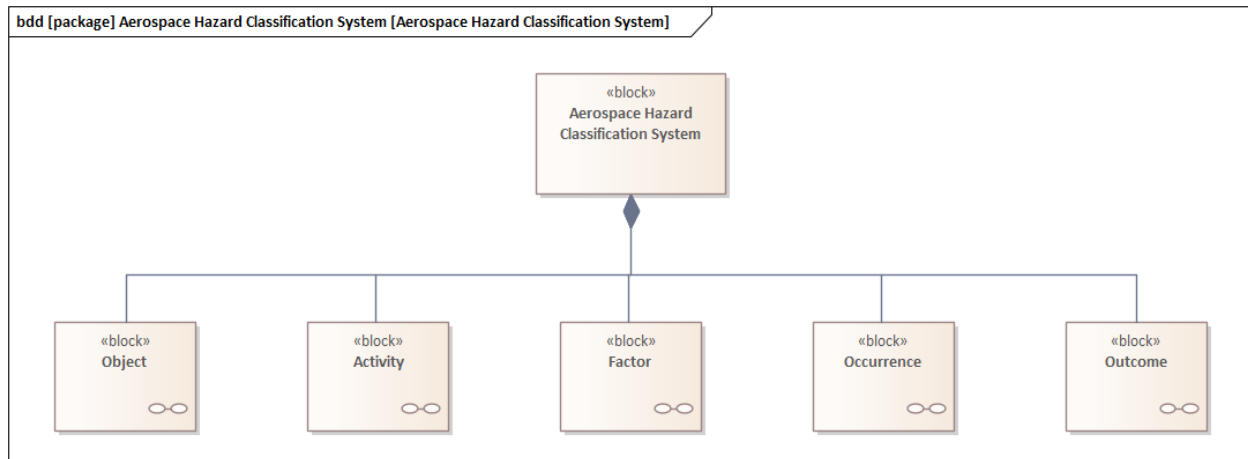 bdd [package] Aerospace Hazard Classification System [Aerospace Hazard Classification System]
«block»
Aerospace Hazard
Classification System
«block»
Object
«block»
Activity
«block»
Factor
«block»
Occurrence
«block»
Outcome